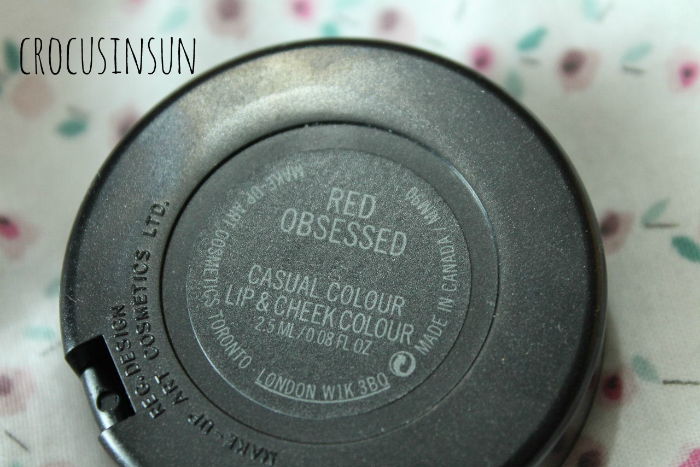 CROCUSINSUN
RED
OBSESSED
CASUAL COLOUR
LIP & CHEEK COLOUR
2.5 ML/0.08 FL OZ
MAKE-UP ART COSMETICS TORONTO
LONDON W1K 3BQ
MADE IN CANADA /
REG. DESIGN
MAKE-UP ART COSMETICS LTD.